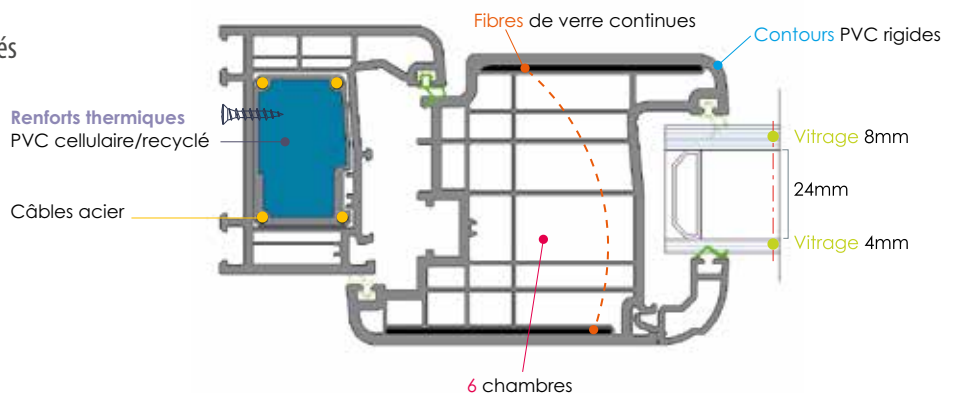 és
Fibres de verre continues
Contours PVC rigides
Renforts thermiques
PVC cellulaire/recyclé
Vitrage 8mm
24mm
Câbles acier
Vitrage 4mm
6 chambres